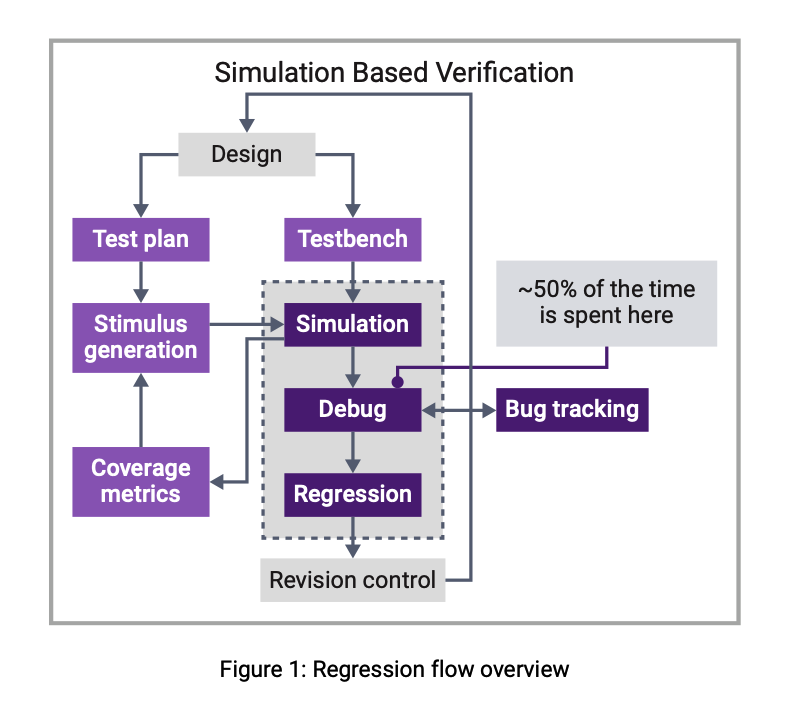 Simulation Based Verification
Design
Test plan
Testbench
Stimulus
generation
Simulation
~50% of the time
is spent here
Debug
Bug tracking
Coverage
metrics
Regression
Revision control
Figure 1: Regression flow overview